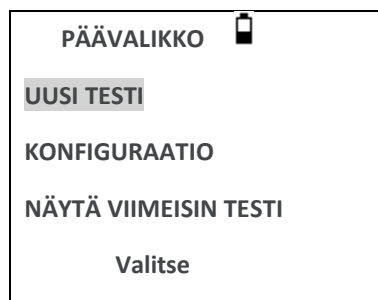 PÄÄVALIKKO
UUSI TESTI
KONFIGURAATIO
NÄYTÄ VIIMEISIN TESTI
Valitse